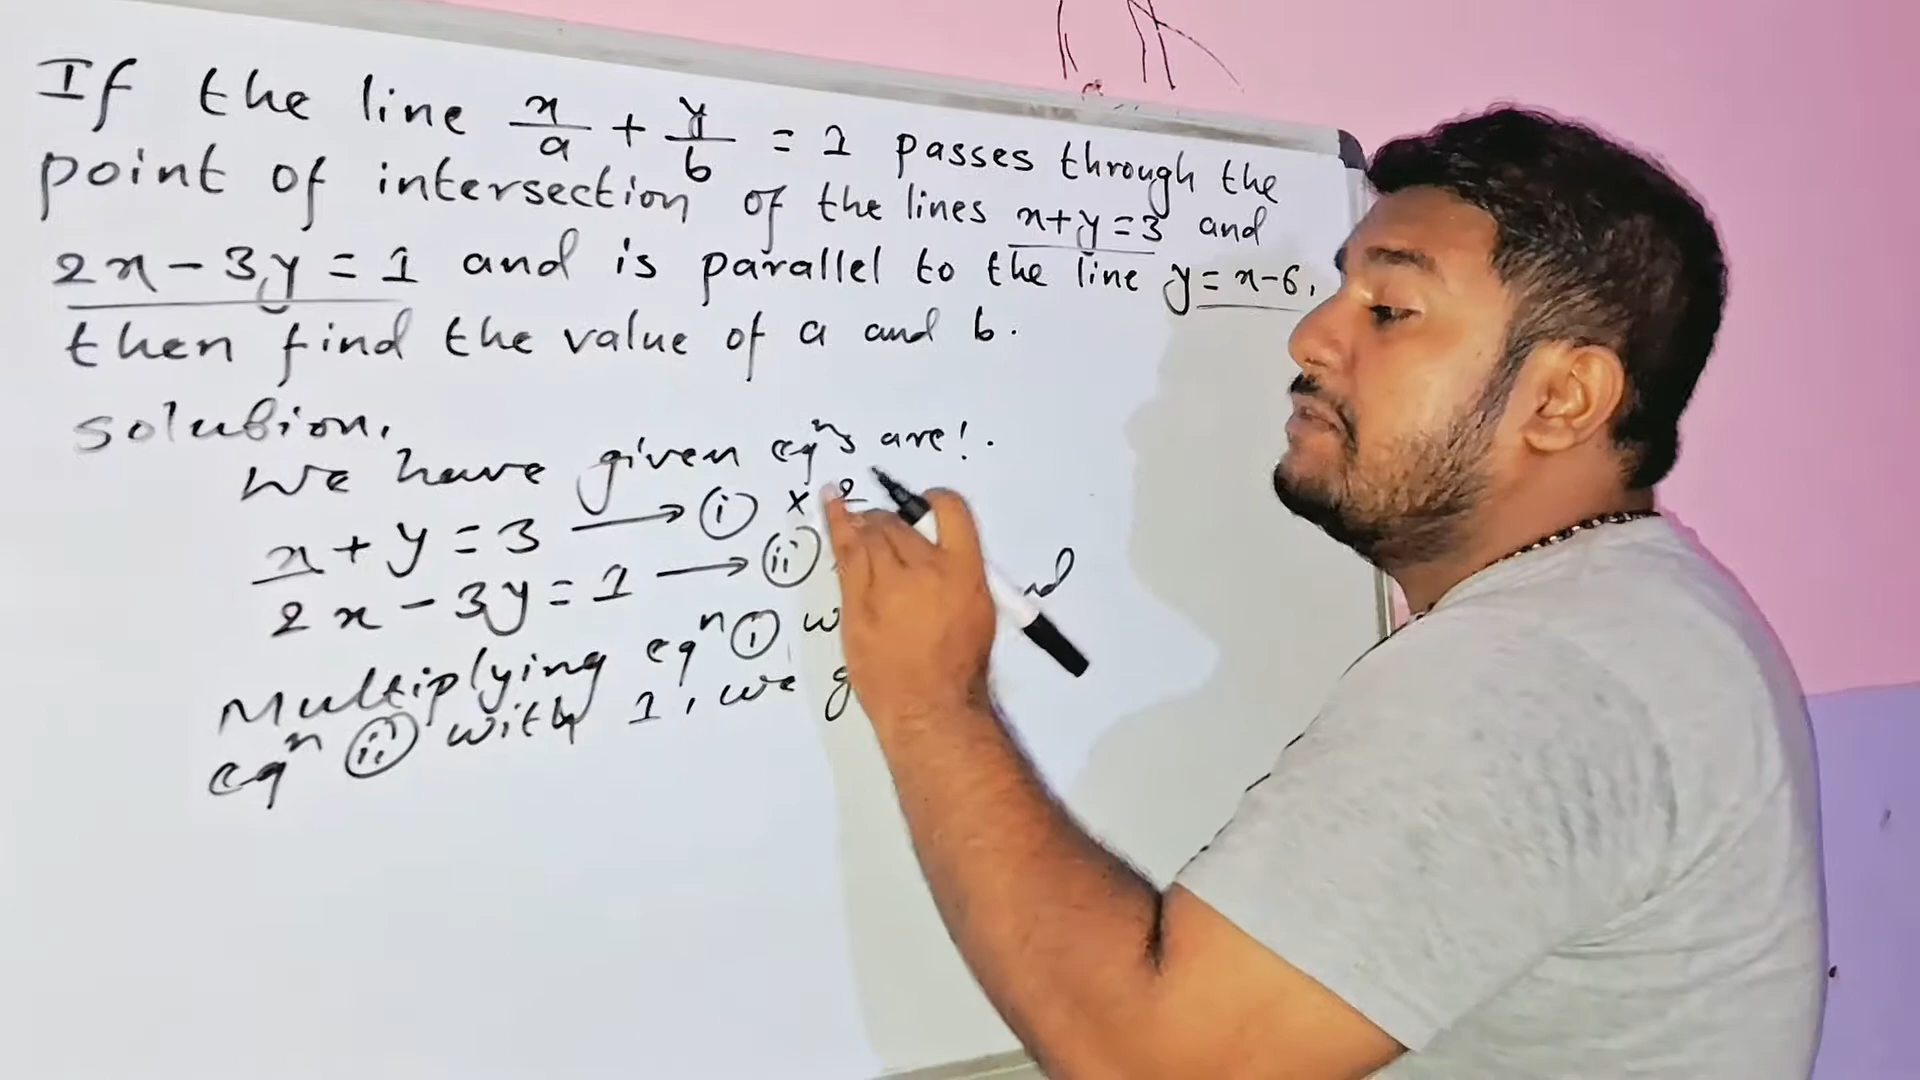 If the line x/a + y/b = 1 passes through the
point of intersection of the lines x+y=3 and
2x-3y=1 and is parallel to the line y=x-6,
then find the value of a and b.
solution,
We have given eqⁿs are!.
x+y=3 → (i) × 2
2x-3y=1 → (ii)
Multiplying eqⁿ (i)
eqⁿ (ii) with 1, we